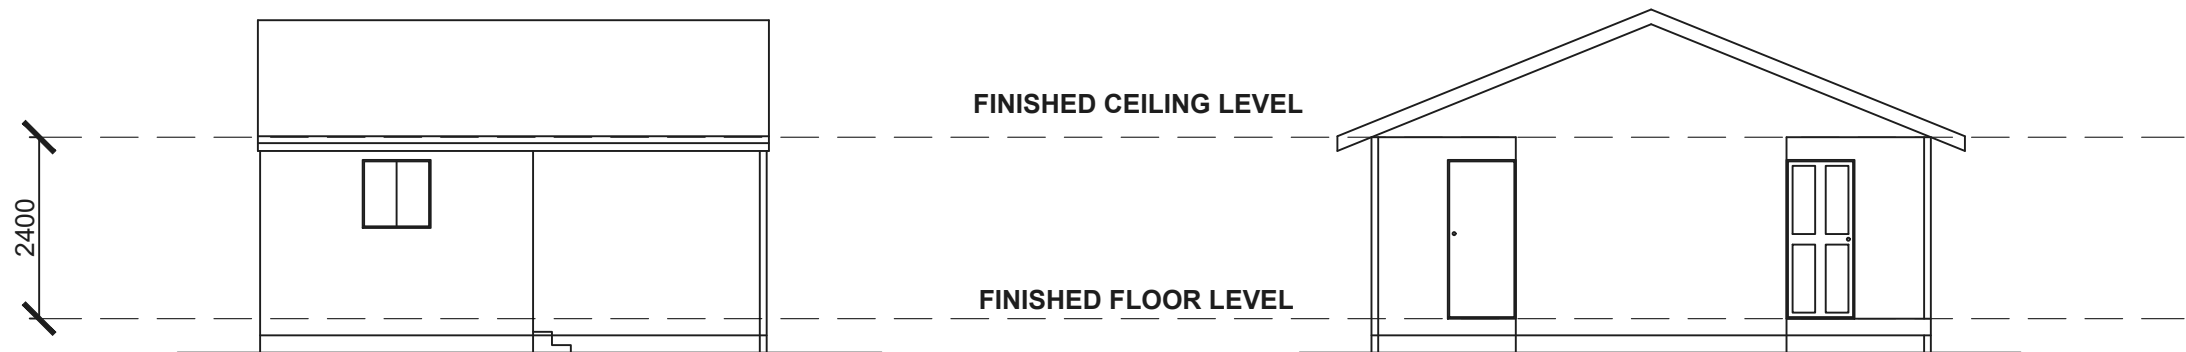 FINISHED CEILING LEVEL
2400
FINISHED FLOOR LEVEL